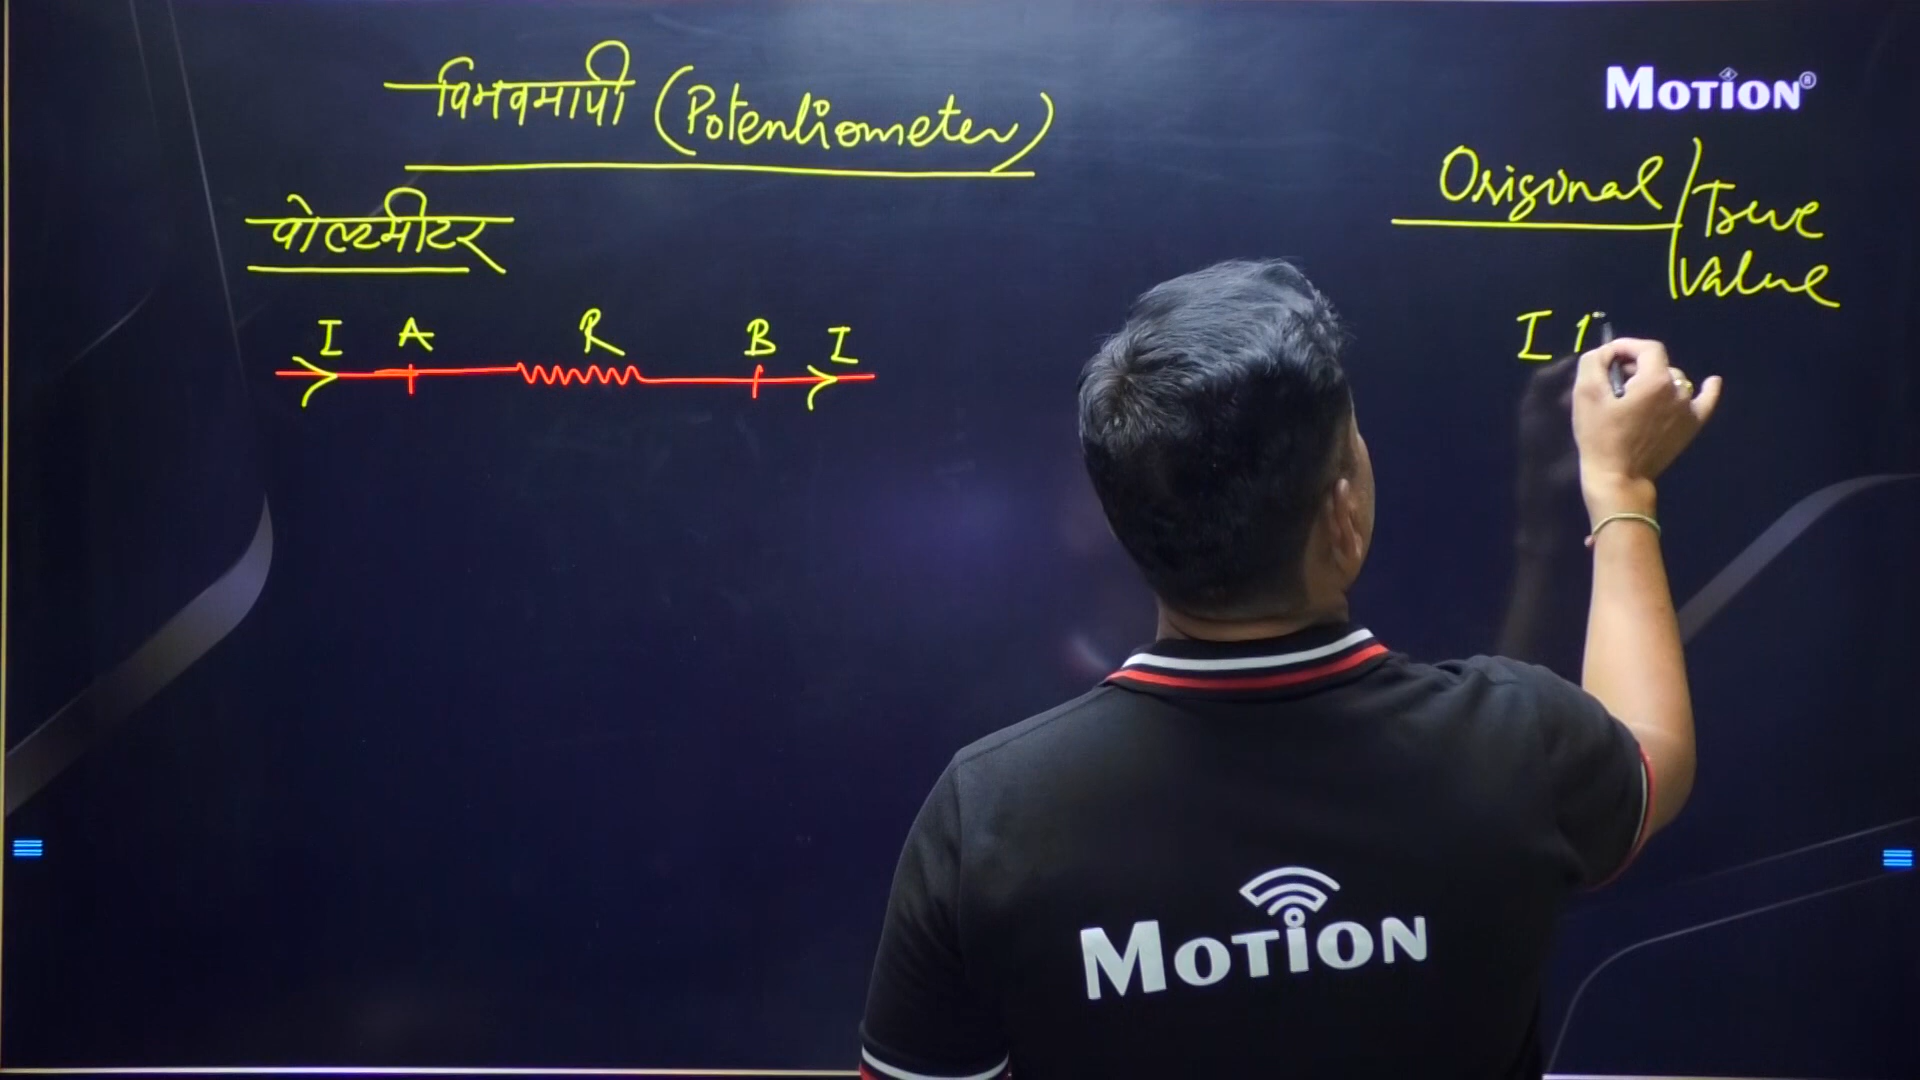 विभवमापी (Potentiometer)
MOTION®
Original / True Value
वोल्टमीटर
I A R B I
I
MOTION